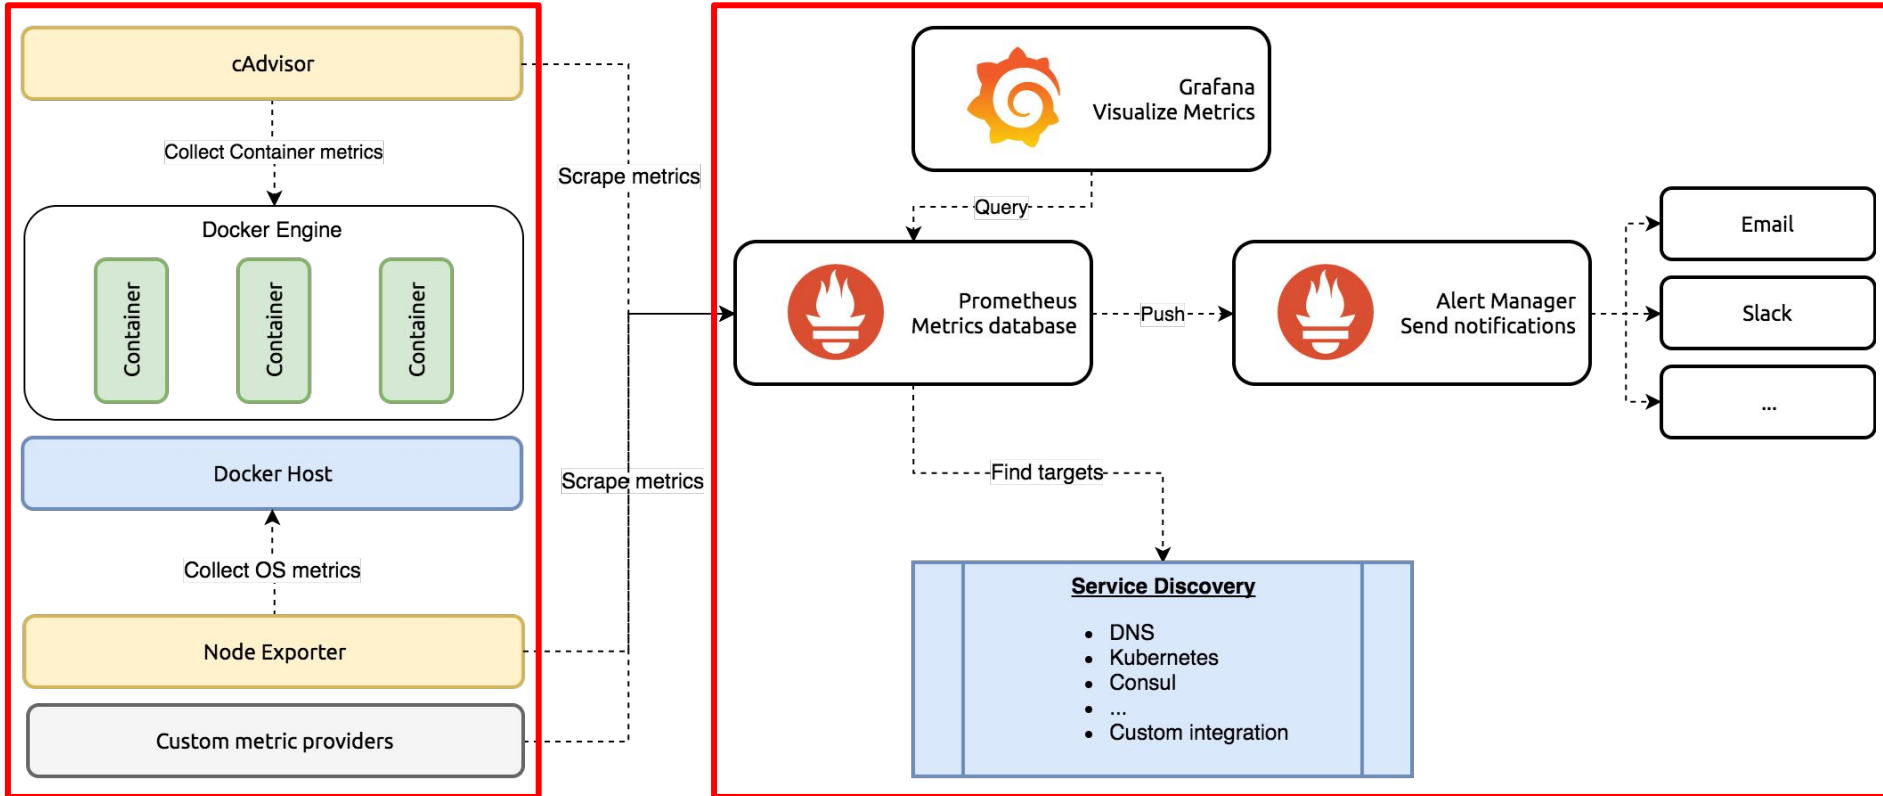 cAdvisor
Collect Container metrics
Docker Engine
Container
Container
Container
Docker Host
Collect OS metrics
Node Exporter
Custom metric providers
Scrape metrics
Scrape metrics
Grafana
Visualize Metrics
Query
Prometheus
Metrics database
Push
Alert Manager
Send notifications
Email
Slack
...
Find targets
Service Discovery
• DNS
• Kubernetes
• Consul
• ...
• Custom integration